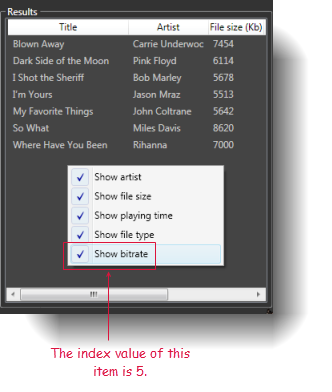 Results
Title Artist File size (Kb)
Blown Away Carrie Underwoc 7454
Dark Side of the Moon Pink Floyd 6114
I Shot the Sheriff Bob Marley 5678
I'm Yours Jason Mraz 5513
My Favorite Things John Coltrane 5642
So What Miles Davis 8620
Where Have You Been Rihanna 7000
Show artist
Show file size
Show playing time
Show file type
Show bitrate
The index value of this
item is 5.